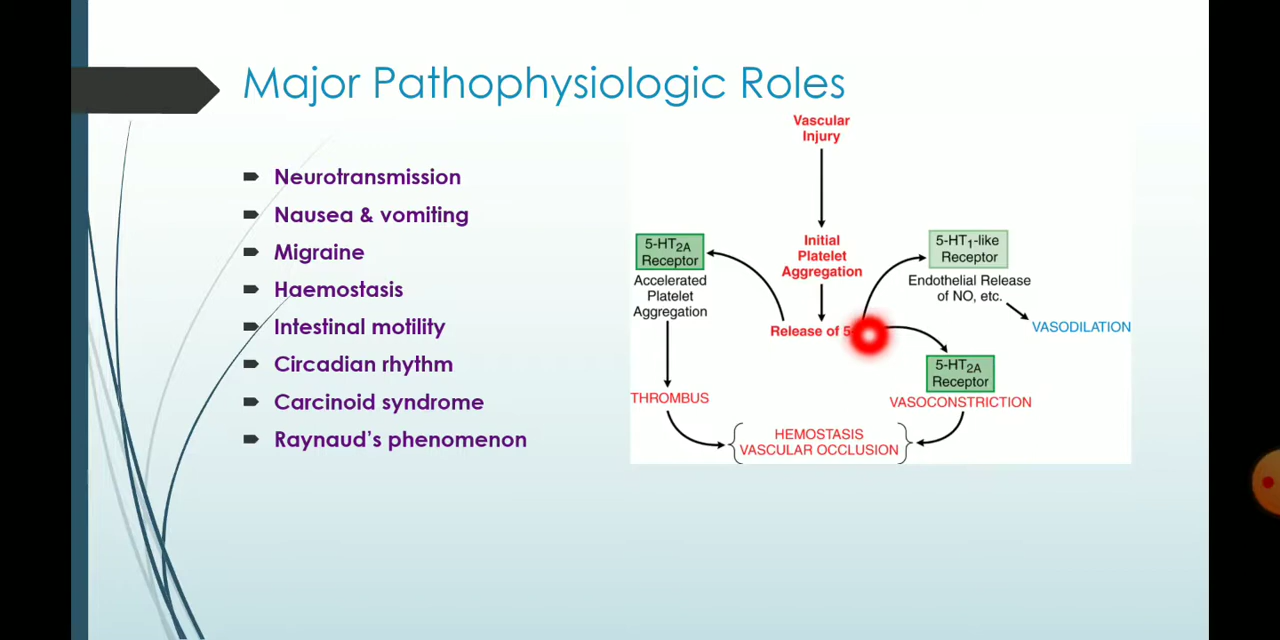 Major Pathophysiologic Roles
Neurotransmission
Nausea & vomiting
Migraine
Haemostasis
Intestinal motility
Circadian rhythm
Carcinoid syndrome
Raynaud's phenomenon
Vascular
Injury
Initial
Platelet
Aggregation
Release of 5
5-HT2A
Receptor
Accelerated
Platelet
Aggregation
THROMBUS
5-HT1-like
Receptor
Endothelial Release
of NO, etc.
VASODILATION
5-HT2A
Receptor
VASOCONSTRICTION
HEMOSTASIS
VASCULAR OCCLUSION